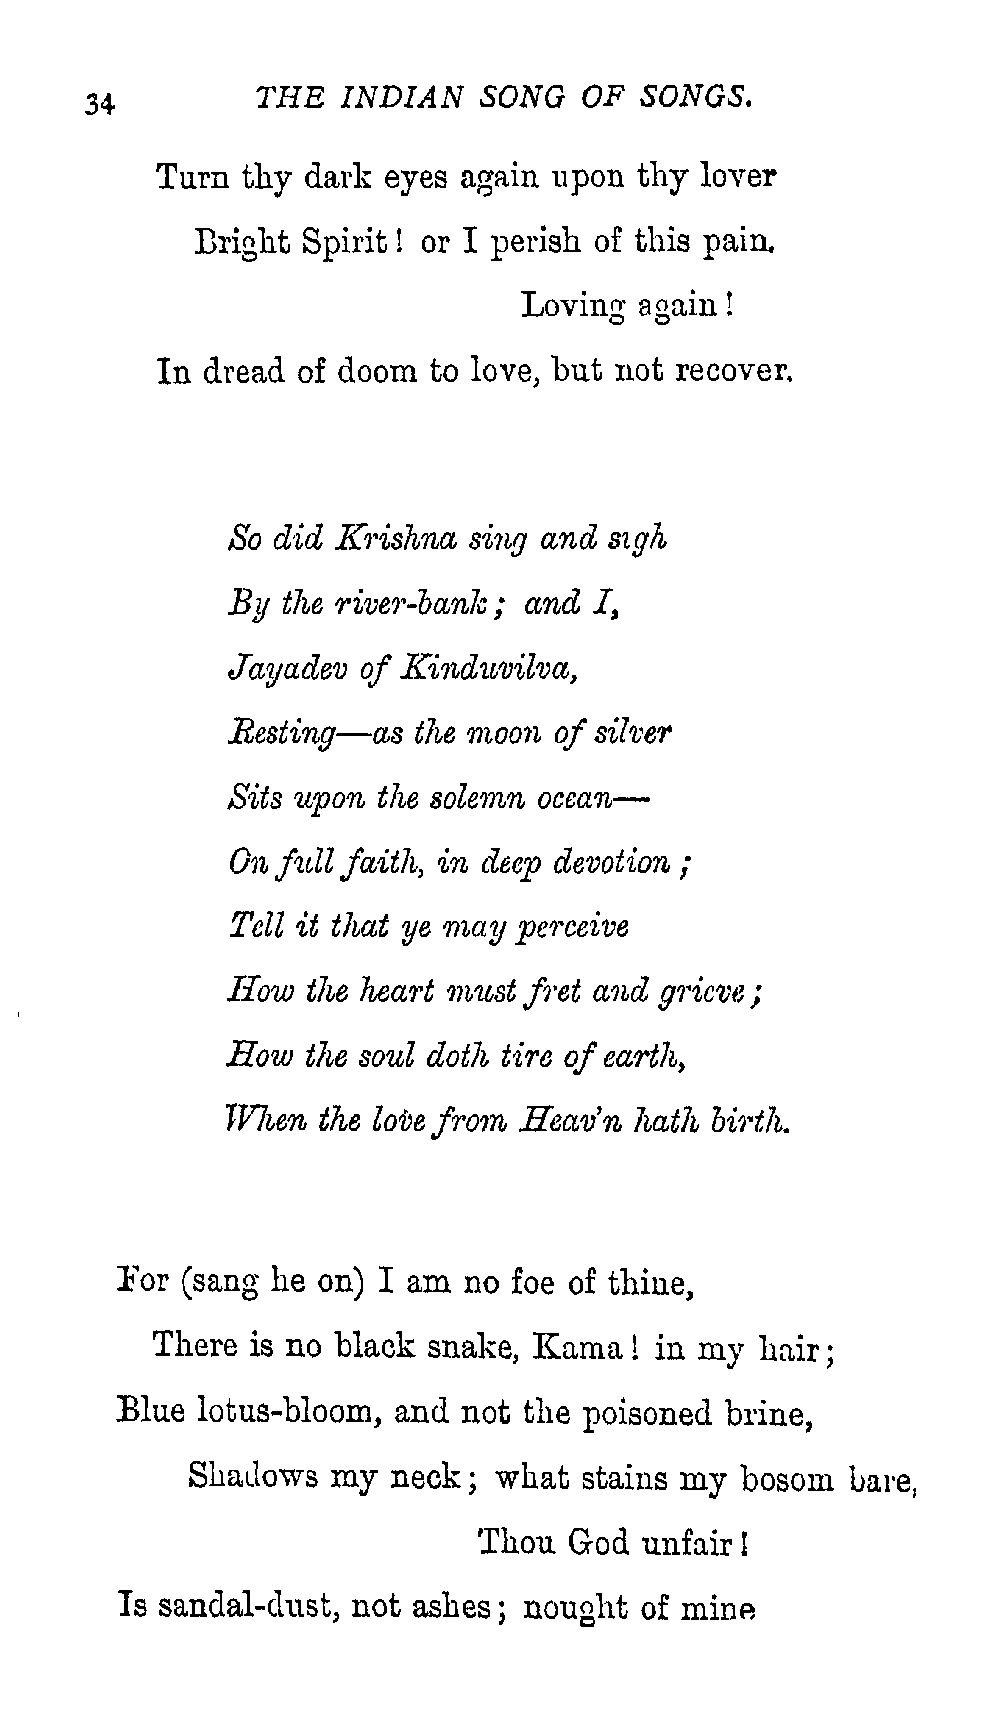 34 THE INDIAN SONG OF SONGS.
Turn thy dark eyes again upon thy lover
Bright Spirit! or I perish of this pain.
Loving again!
In dread of doom to love, but not recover.
So did Krishna sing and sigh
By the river-bank; and I,
Jayadev of Kinduvilva,
Resting—as the moon of silver
Sits upon the solemn ocean—
On full faith, in deep devotion;
Tell it that ye may perceive
How the heart must fret and grieve;
How the soul doth tire of earth,
When the love from Heav'n hath birth.
For (sang he on) I am no foe of thine,
There is no black snake, Kama! in my hair;
Blue lotus-bloom, and not the poisoned brine,
Shadows my neck; what stains my bosom bare,
Thou God unfair!
Is sandal-dust, not ashes; nought of mine